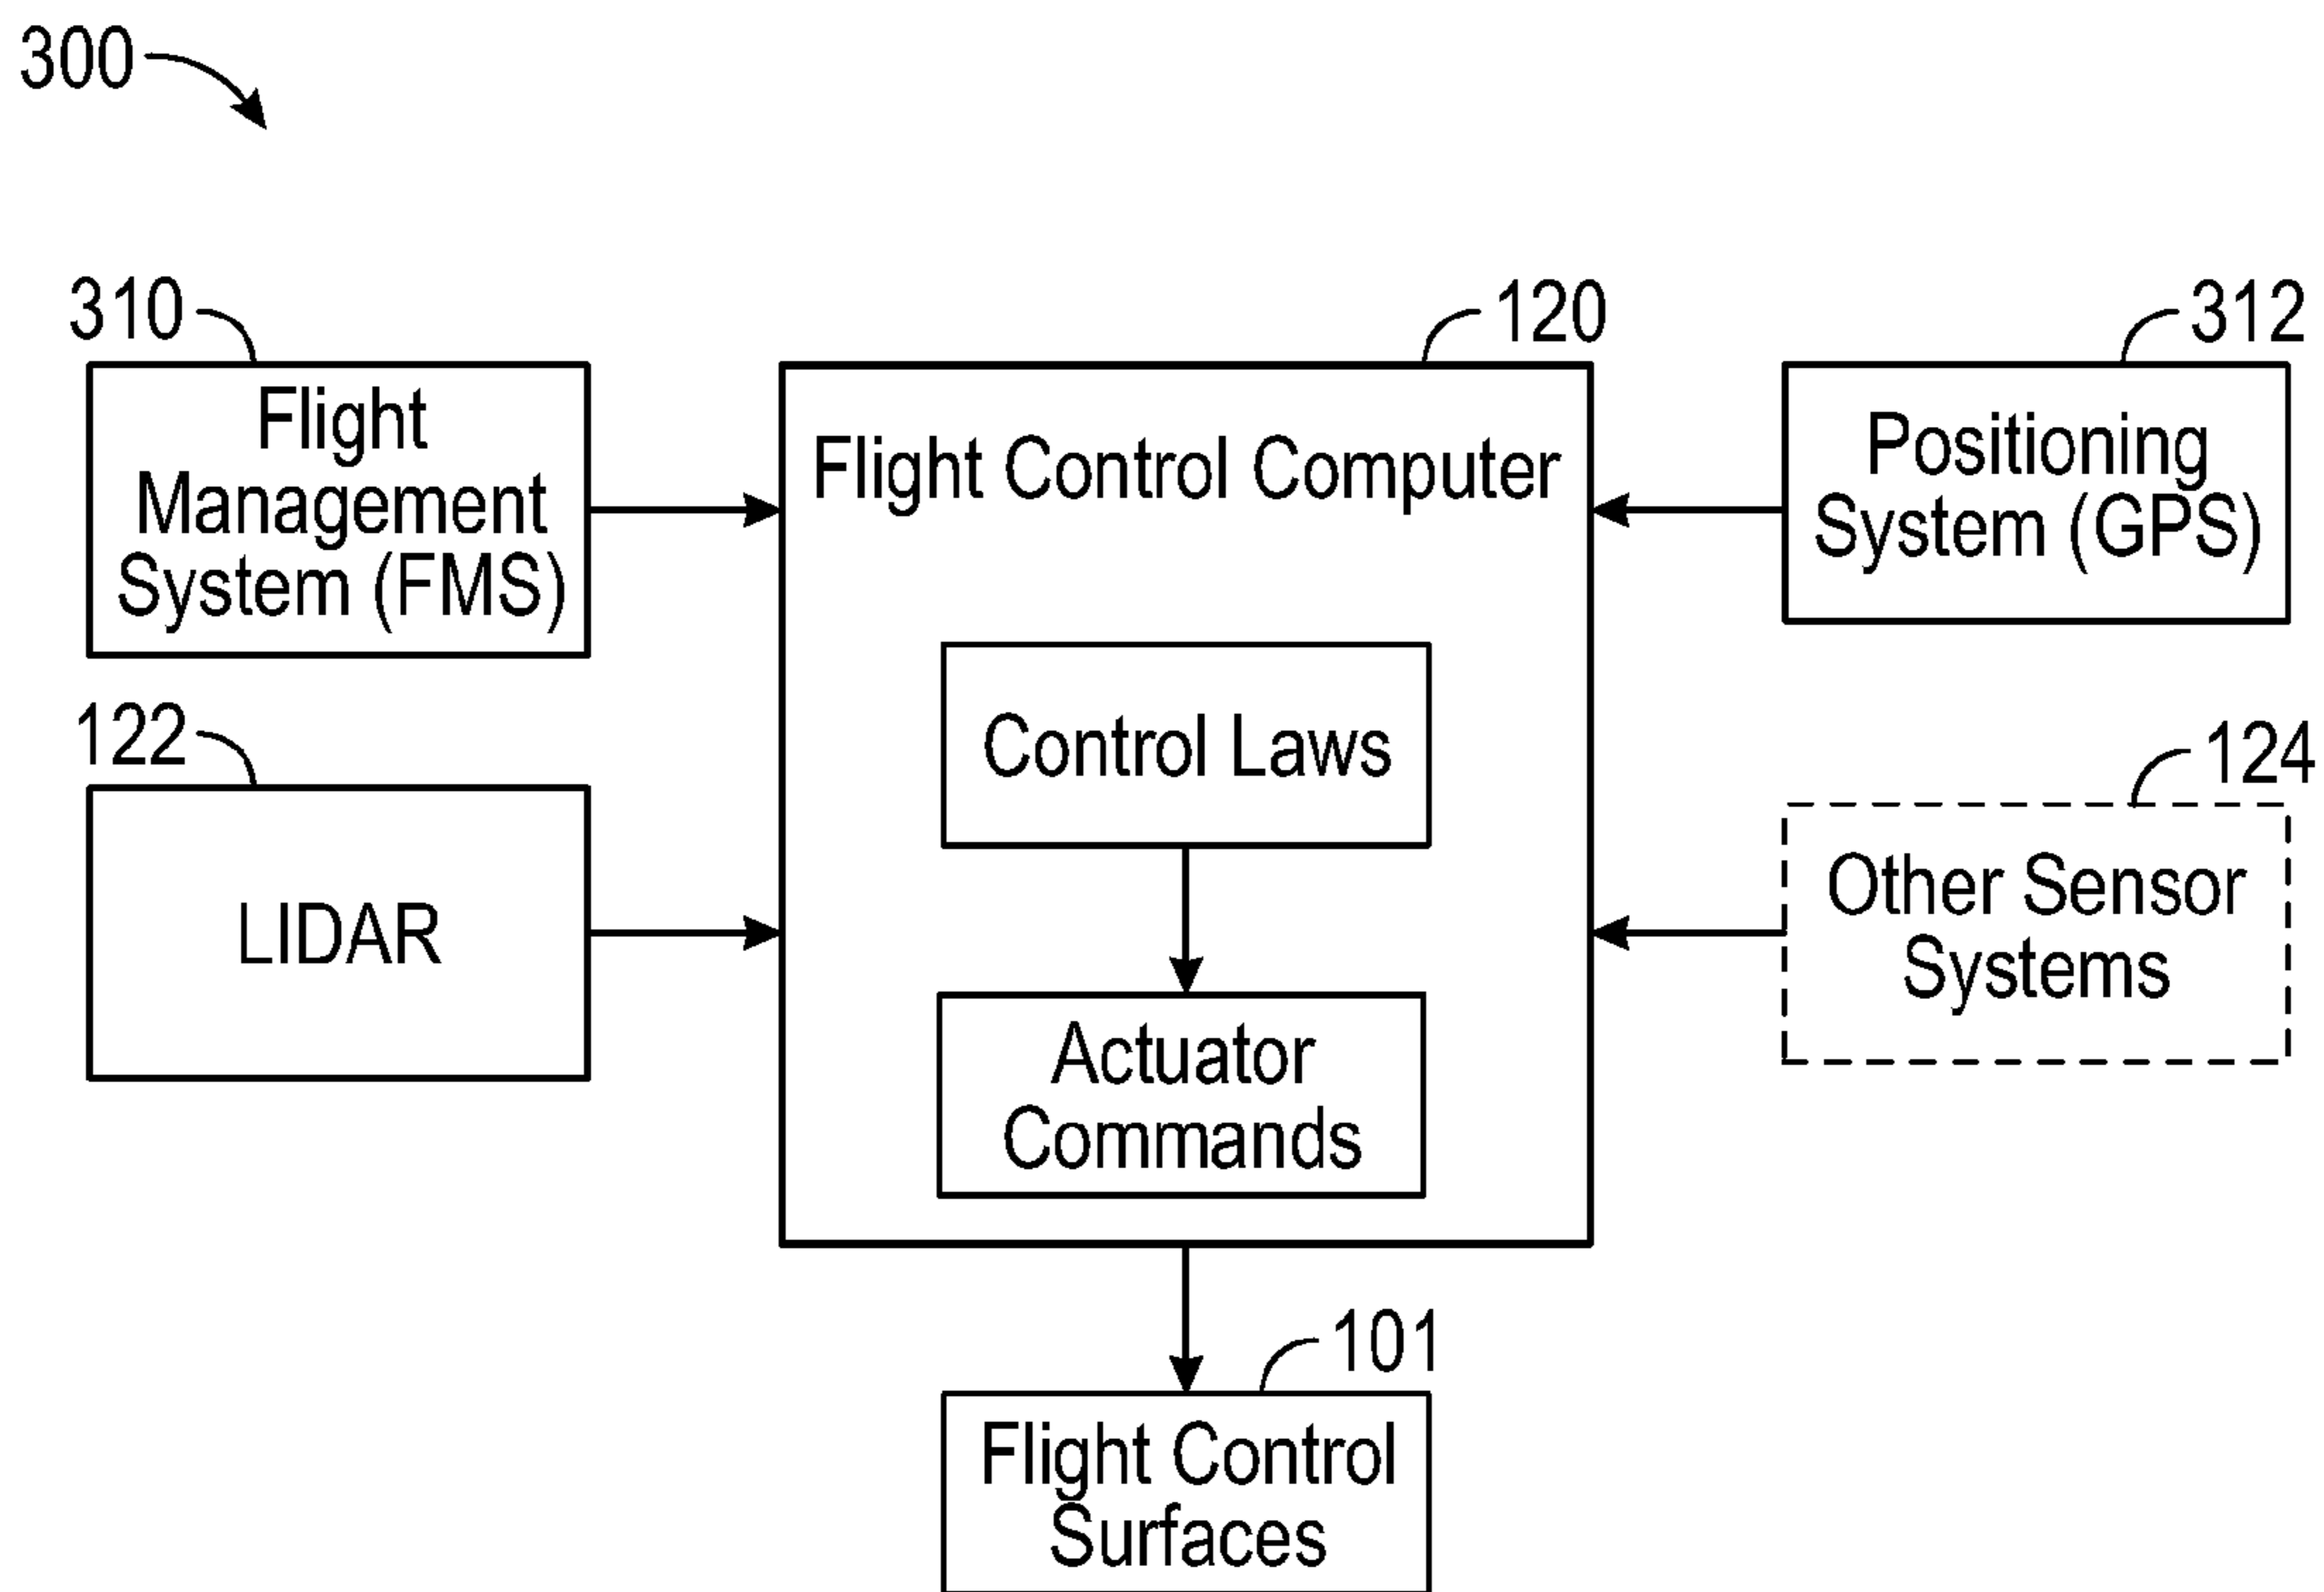 300
310
Flight
Management
System (FMS)
120
Flight Control Computer
312
Positioning
System (GPS)
122
LIDAR
Control Laws
124
Other Sensor
Systems
Actuator
Commands
101
Flight Control
Surfaces